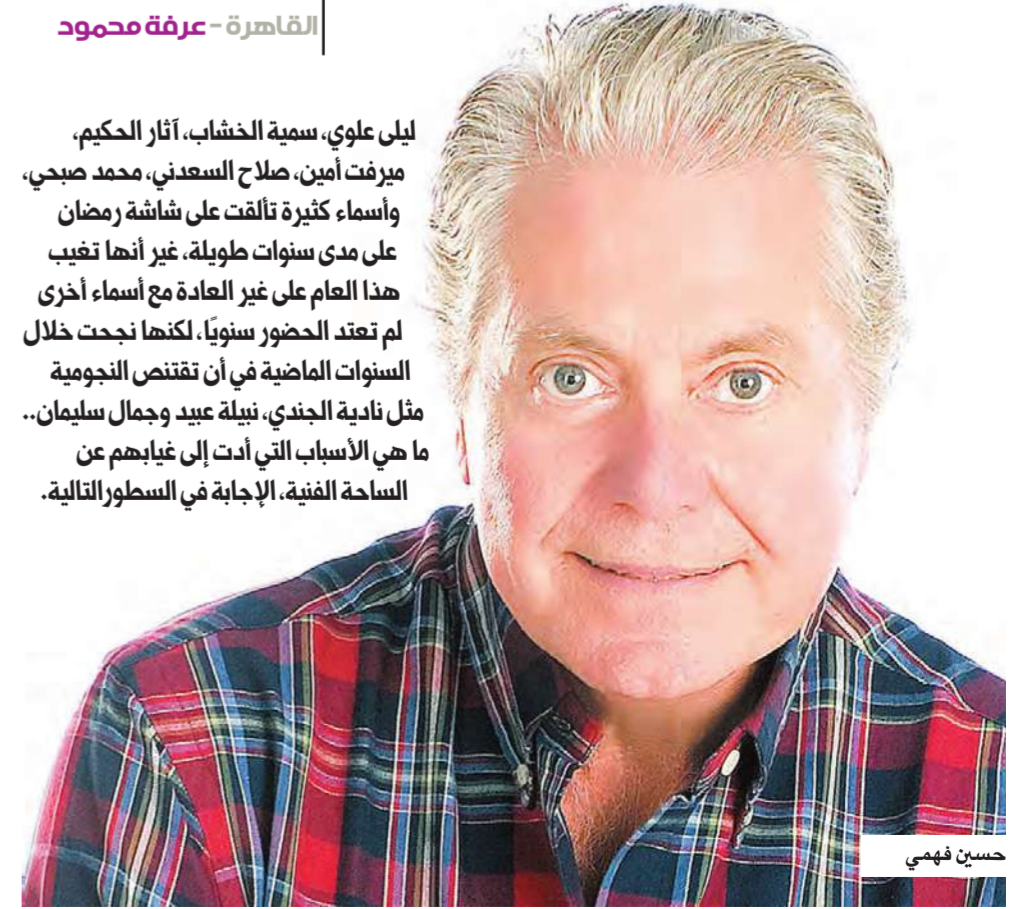 القاهرة - عرفة محمود
ليلى علوي، سمية الخشاب، آثار الحكيم،
ميرفت أمين، صلاح السعدني، محمد صبحي،
وأسماء كثيرة تألقت على شاشة رمضان
على مدى سنوات طويلة، غير أنها تغيب
هذا العام على غير العادة مع أسماء أخرى
لم تعتد الحضور سنويًا، لكنها نجحت خلال
السنوات الماضية في أن تقتنص النجومية
مثل نادية الجندي، نبيلة عبيد وجمال سليمان..
ما هي الأسباب التي أدت إلى غيابهم عن
الساحة الفنية، الإجابة في السطور التالية.
حسين فهمي